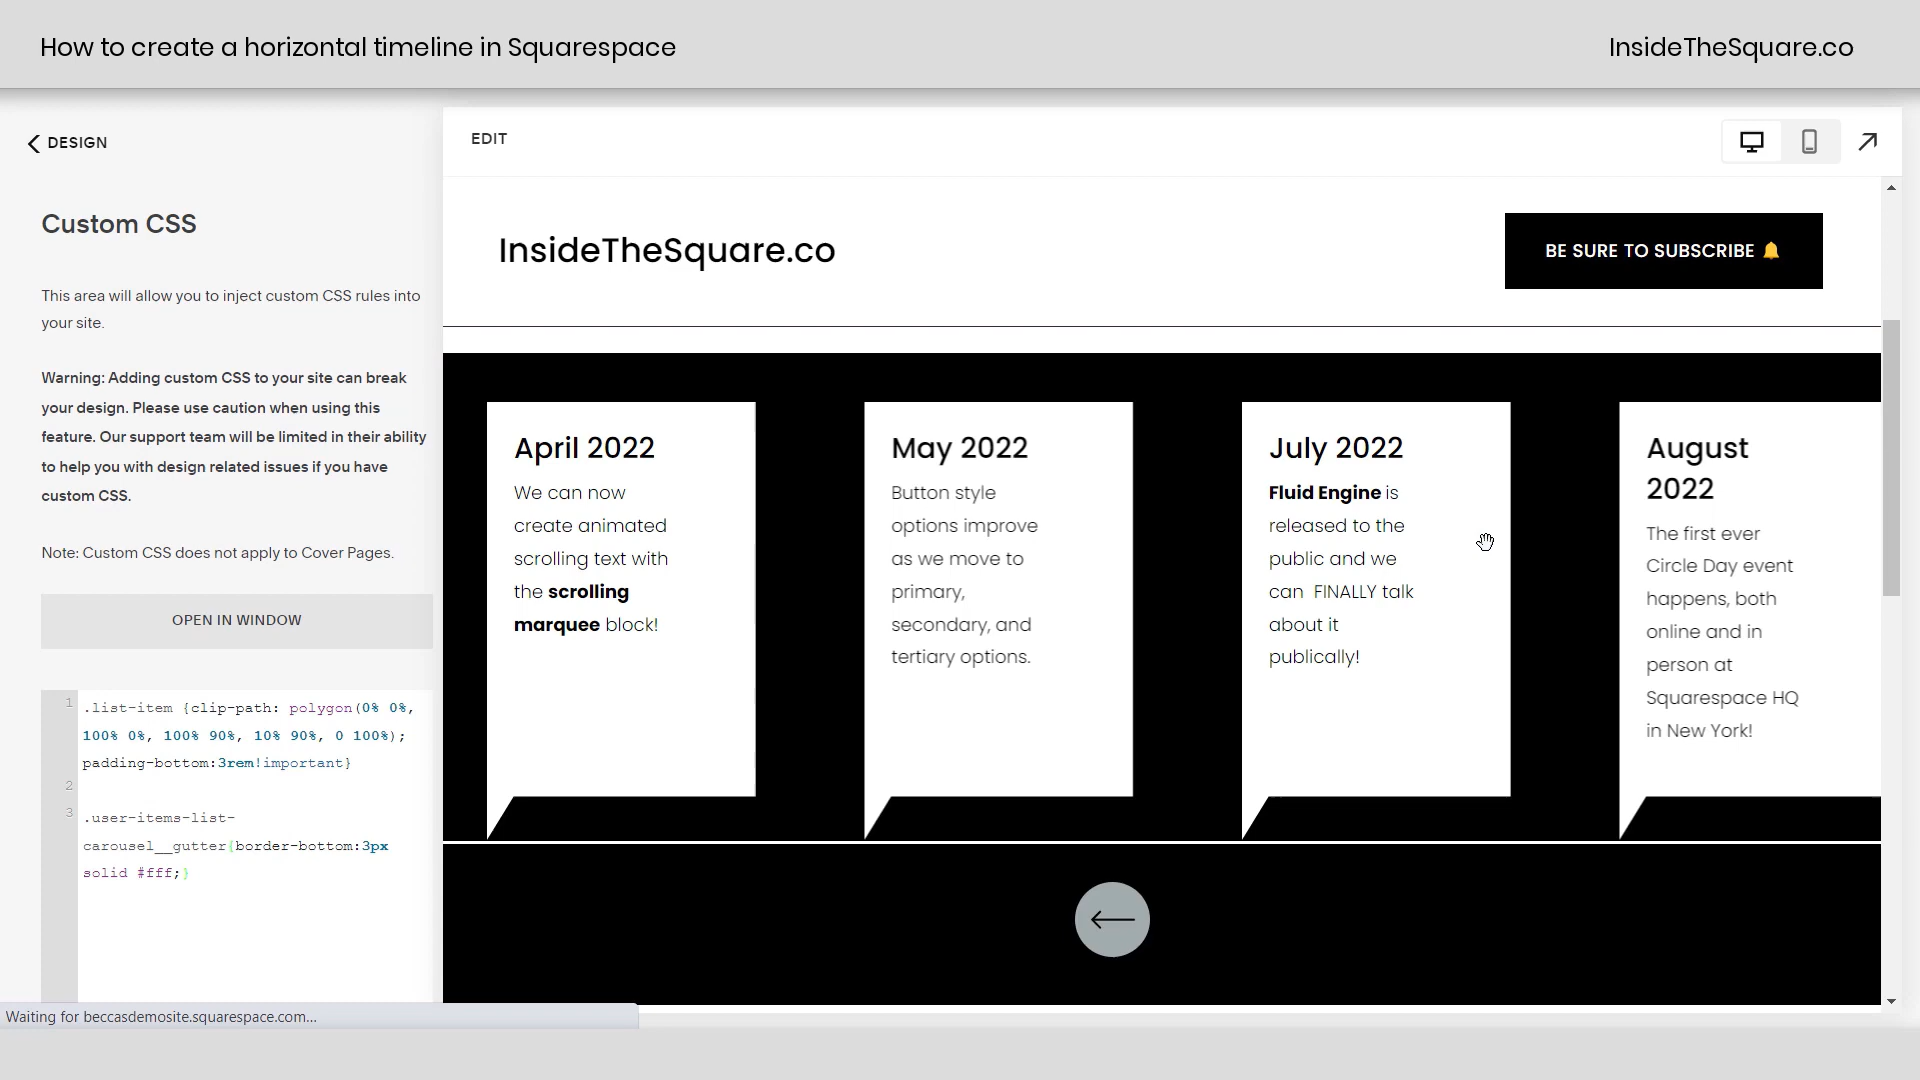 How to create a horizontal timeline in Squarespace
InsideTheSquare.co
DESIGN
EDIT
Custom CSS
This area will allow you to inject custom CSS rules into
your site.
Warning: Adding custom CSS to your site can break
your design. Please use caution when using this
feature. Our support team will be limited in their ability
to help you with design related issues if you have
custom CSS.
Note: Custom CSS does not apply to Cover Pages.
OPEN IN WINDOW
1
.list-item {clip-path: polygon(0% 0%,
100% 0%, 100% 90%, 10% 90%, 0 100%);
padding-bottom:3rem!important}
2
3
.user-items-list-
carousel__gutter{border-bottom:3px
solid #fff;}
Waiting for beccasdemosite.squarespace.com...
InsideTheSquare.co
BE SURE TO SUBSCRIBE 🔔
April 2022
We can now
create animated
scrolling text with
the scrolling
marquee block!
May 2022
Button style
options improve
as we move to
primary,
secondary, and
tertiary options.
July 2022
Fluid Engine is
released to the
public and we
can  FINALLY talk
about it
publically!
August
2022
The first ever
Circle Day event
happens, both
online and in
person at
Squarespace HQ
in New York!